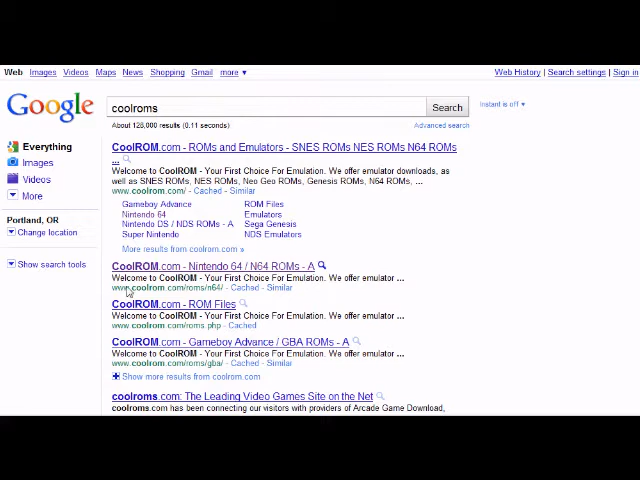 Web Images Videos Maps News Shopping Gmail more ▼ Web History | Search settings | Sign in
Google coolroms Search Instant is off ▼
About 128,000 results (0.11 seconds) Advanced search
Everything
Images
Videos
More
Portland, OR
Change location
Show search tools
CoolROM.com - ROMs and Emulators - SNES ROMs NES ROMs N64 ROMs
...
Welcome to CoolROM - Your First Choice For Emulation. We offer emulator downloads, as
well as SNES ROMs, NES ROMs, Neo Geo ROMs, Genesis ROMs, N64 ROMs, ...
www.coolrom.com/ - Cached - Similar
Gameboy Advance ROM Files
Nintendo 64 Emulators
Nintendo DS / NDS ROMs - A Sega Genesis
Super Nintendo NDS Emulators
More results from coolrom.com »
CoolROM.com - Nintendo 64 / N64 ROMs - A
Welcome to CoolROM - Your First Choice For Emulation. We offer emulator ...
www.coolrom.com/roms/n64/ - Cached - Similar
CoolROM.com - ROM Files
Welcome to CoolROM - Your First Choice For Emulation. We offer emulator ...
www.coolrom.com/roms.php - Cached
CoolROM.com - Gameboy Advance / GBA ROMs - A
Welcome to CoolROM - Your First Choice For Emulation. We offer emulator ...
www.coolrom.com/roms/gba/ - Cached - Similar
Show more results from coolrom.com
coolroms.com: The Leading Video Games Site on the Net
coolroms.com has been connecting our visitors with providers of Arcade Game Download,